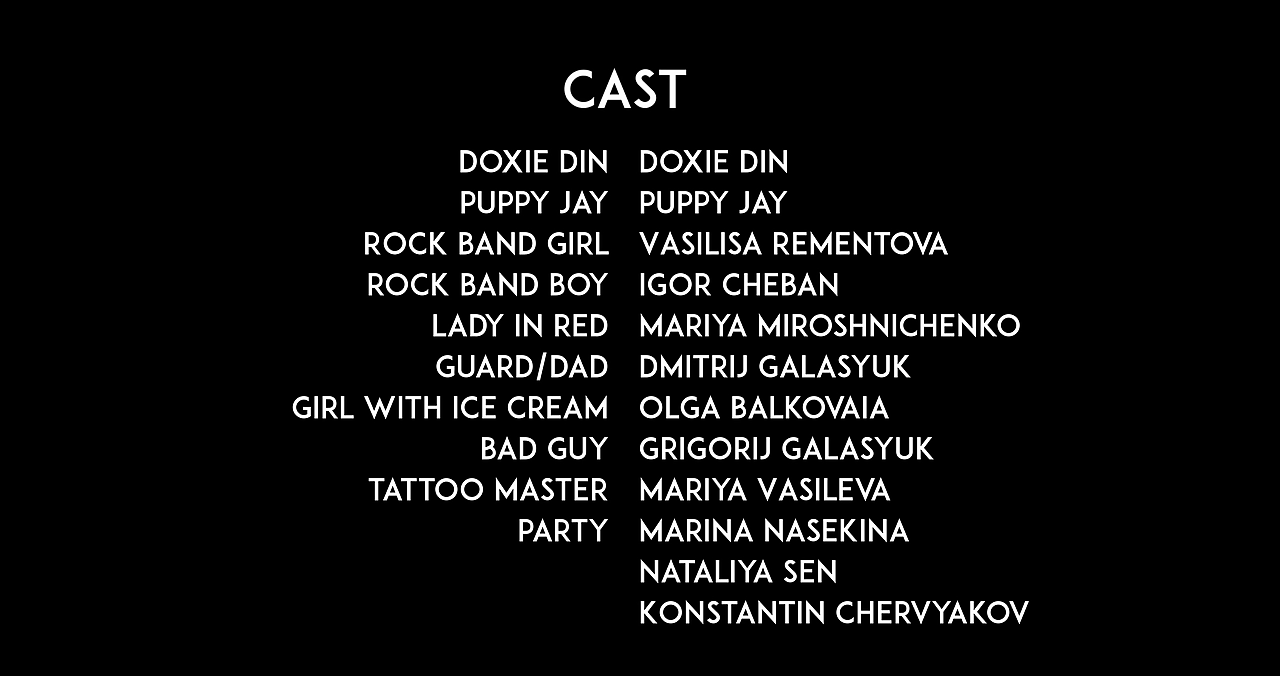 CAST
DOXIE DIN DOXIE DIN
PUPPY JAY PUPPY JAY
ROCK BAND GIRL VASILISA REMENTOVA
ROCK BAND BOY IGOR CHEBAN
LADY IN RED MARIYA MIROSHNICHENKO
GUARD/DAD DMITRIJ GALASYUK
GIRL WITH ICE CREAM OLGA BALKOVAIA
BAD GUY GRIGORIJ GALASYUK
TATTOO MASTER MARIYA VASILEVA
PARTY MARINA NASEKINA
NATALIYA SEN
KONSTANTIN CHERVYAKOV